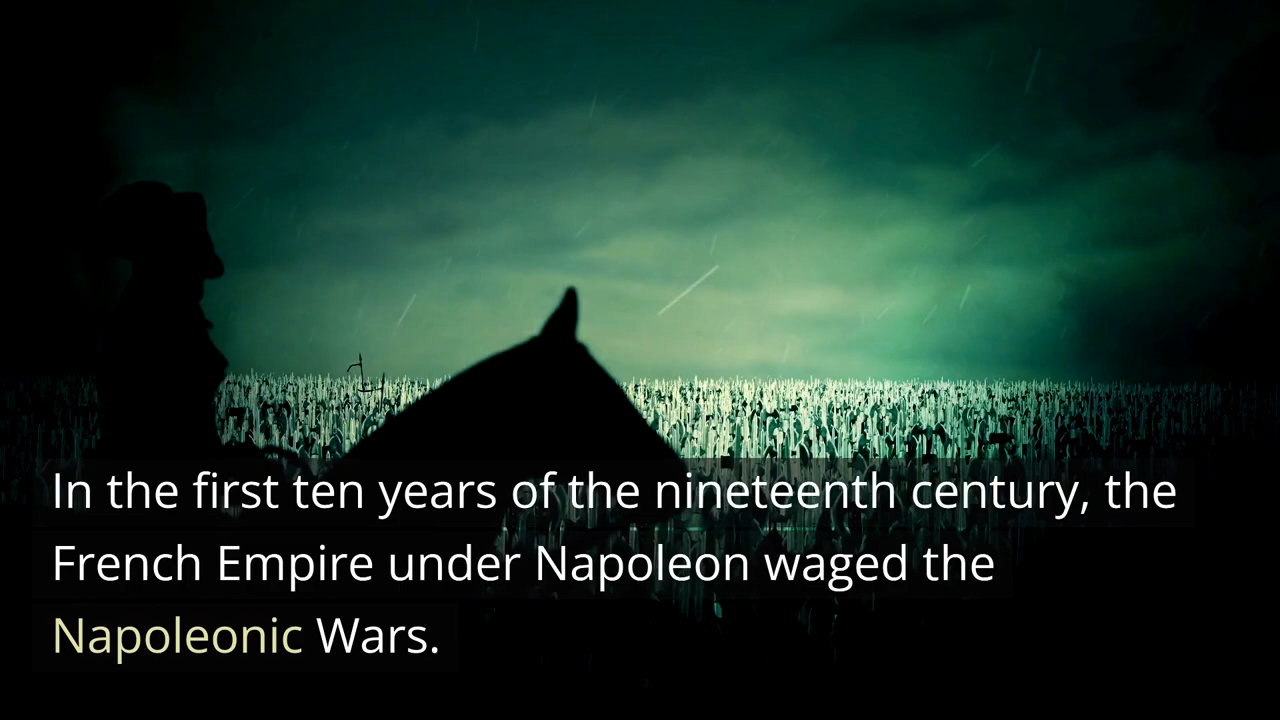 In the first ten years of the nineteenth century, the
French Empire under Napoleon waged the
Napoleonic Wars.